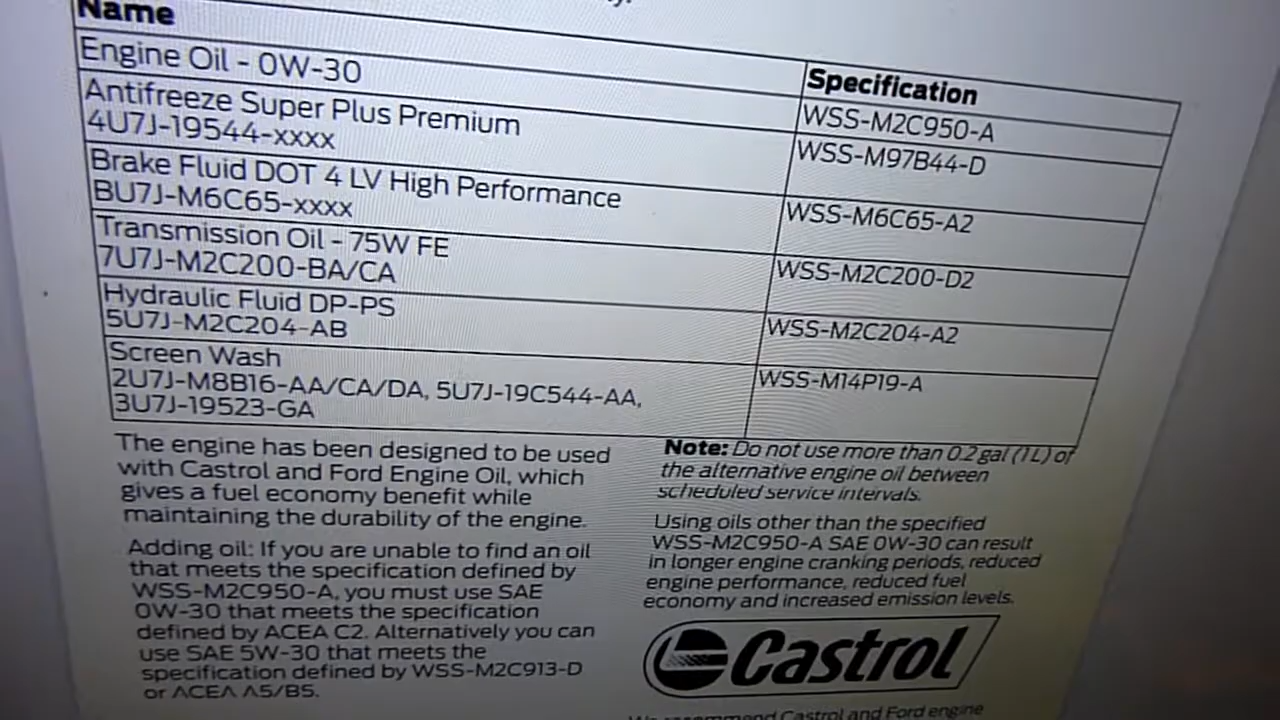 Name
Specification
Engine Oil - 0W-30
WSS-M2C950-A
Antifreeze Super Plus Premium
4U7J-19544-xxxx
WSS-M97B44-D
Brake Fluid DOT 4 LV High Performance
BU7J-M6C65-xxxx
WSS-M6C65-A2
Transmission Oil - 75W FE
7U7J-M2C200-BA/CA
WSS-M2C200-D2
Hydraulic Fluid DP-PS
5U7J-M2C204-AB
WSS-M2C204-A2
Screen Wash
2U7J-M8B16-AA/CA/DA, 5U7J-19C544-AA,
3U7J-19523-GA
WSS-M14P19-A
The engine has been designed to be used
with Castrol and Ford Engine Oil, which
gives a fuel economy benefit while
maintaining the durability of the engine.
Adding oil: If you are unable to find an oil
that meets the specification defined by
WSS-M2C950-A, you must use SAE
0W-30 that meets the specification
defined by ACEA C2. Alternatively you can
use SAE 5W-30 that meets the
specification defined by WSS-M2C913-D
or ACEA A5/B5.
Note: Do not use more than 0.2 gal (1L) of
the alternative engine oil between
scheduled service intervals.
Using oils other than the specified
WSS-M2C950-A SAE 0W-30 can result
in longer engine cranking periods, reduced
engine performance, reduced fuel
economy and increased emission levels.
Castrol
We recommend Castrol and Ford engine